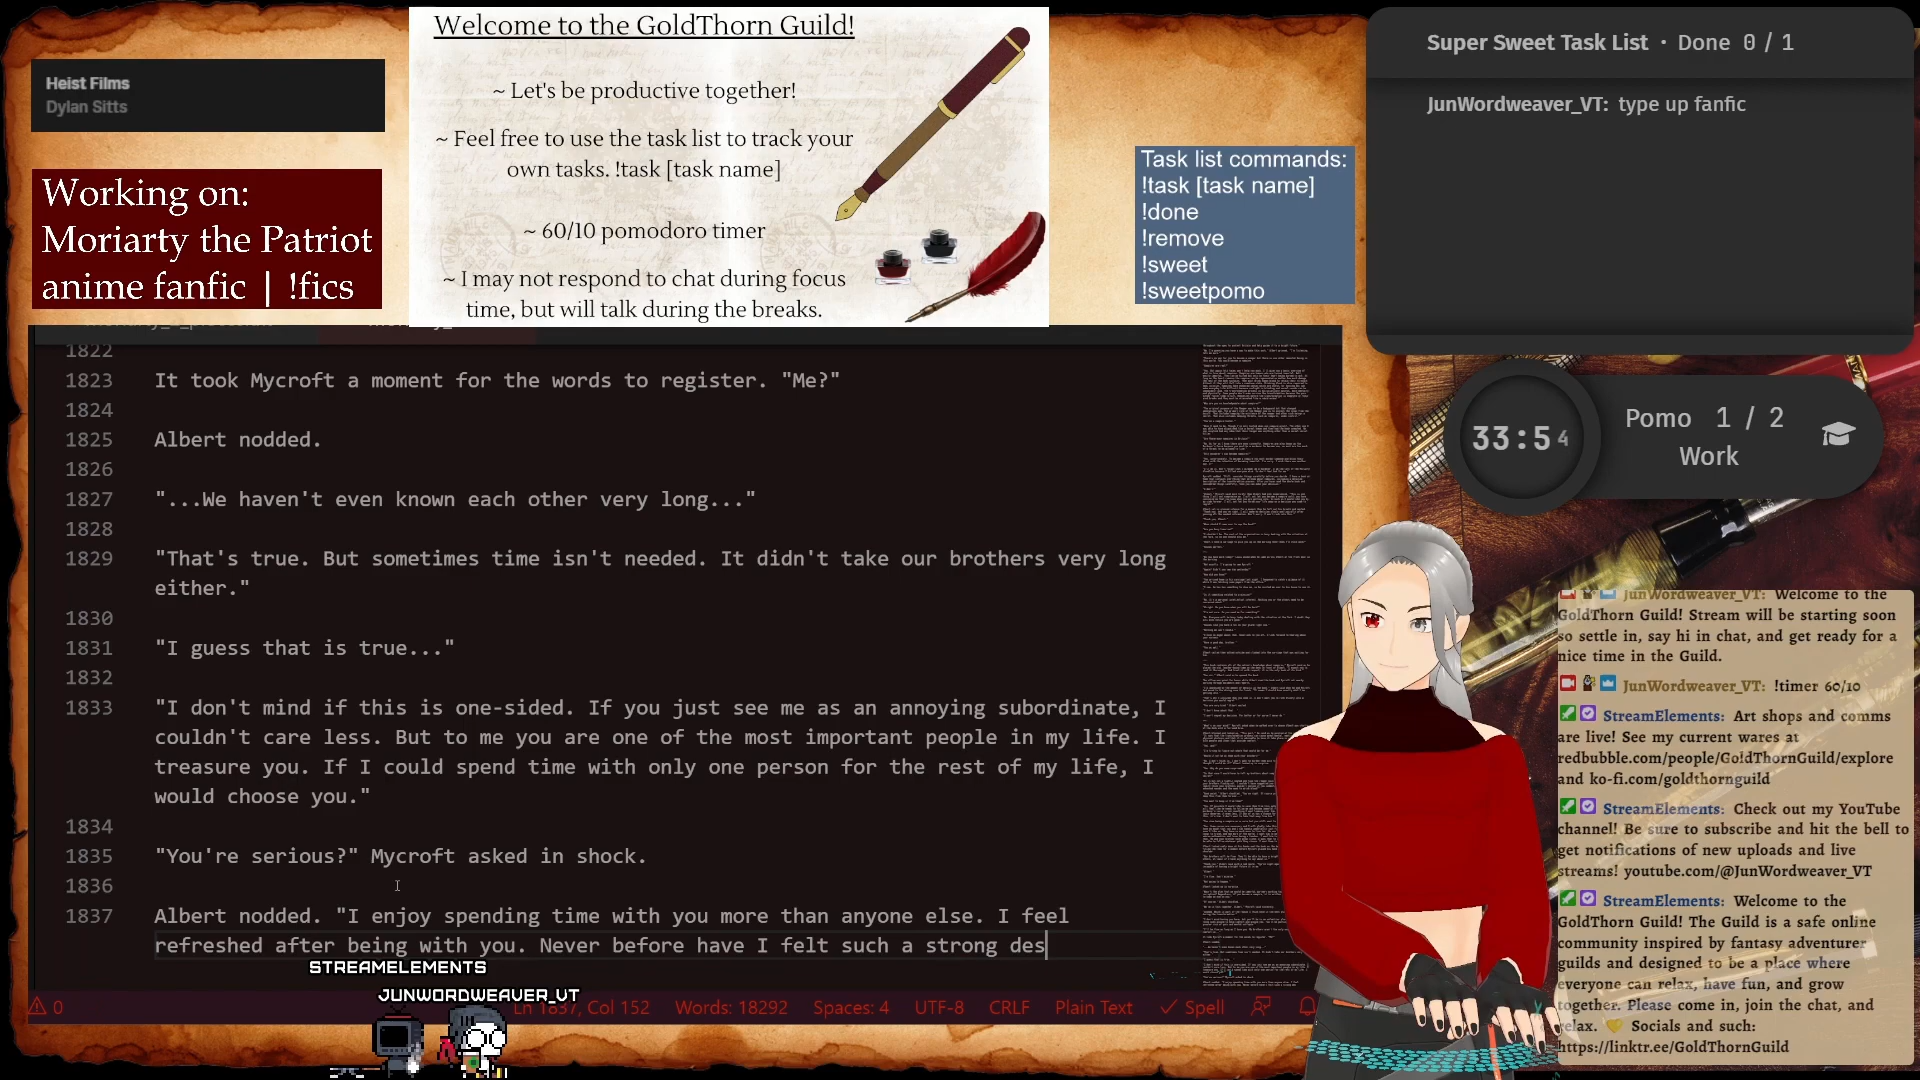 Heist Films
Dylan Sitts
Working on:
Moriarty the Patriot
anime fanfic | !fics
Welcome to the GoldThorn Guild!
~ Let's be productive together!
~ Feel free to use the task list to track your
own tasks. !task [task name]
~ 60/10 pomodoro timer
~ I may not respond to chat during focus
time, but will talk during the breaks.
Task list commands:
!task [task name]
!done
!remove
!sweet
!sweetpomo
Super Sweet Task List • Done 0 / 1
JunWordweaver_VT: type up fanfic
33:54
Pomo 1 / 2
Work
1822
1823 It took Mycroft a moment for the words to register. "Me?"
1824
1825 Albert nodded.
1826
1827 "...We haven't even known each other very long..."
1828
1829 "That's true. But sometimes time isn't needed. It didn't take our brothers very long
either."
1830
1831 "I guess that is true..."
1832
1833 "I don't mind if this is one-sided. If you just see me as an annoying subordinate, I
couldn't care less. But to me you are one of the most important people in my life. I
treasure you. If I could spend time with only one person for the rest of my life, I
would choose you."
1834
1835 "You're serious?" Mycroft asked in shock.
1836
1837 Albert nodded. "I enjoy spending time with you more than anyone else. I feel
refreshed after being with you. Never before have I felt such a strong des
STREAMELEMENTS
JUNWORDWEAVER_VT
0 Ln 1837, Col 152 Words: 18292 Spaces: 4 UTF-8 CRLF Plain Text Spell
JunWordweaver_VT: Welcome to the
GoldThorn Guild! Stream will be starting soon
so settle in, say hi in chat, and get ready for a
nice time in the Guild.
JunWordweaver_VT: !timer 60/10
StreamElements: Art shops and comms
are live! See my current wares at
redbubble.com/people/GoldThornGuild/explore
and ko-fi.com/goldthornguild
StreamElements: Check out my YouTube
channel! Be sure to subscribe and hit the bell to
get notifications of new uploads and live
streams! youtube.com/@JunWordweaver_VT
StreamElements: Welcome to the
GoldThorn Guild! The Guild is a safe online
community inspired by fantasy adventurer
guilds and designed to be a place where
everyone can relax, have fun, and grow
together. Please come in, join the chat, and
relax. 💛 Socials and such:
https://linktr.ee/GoldThornGuild